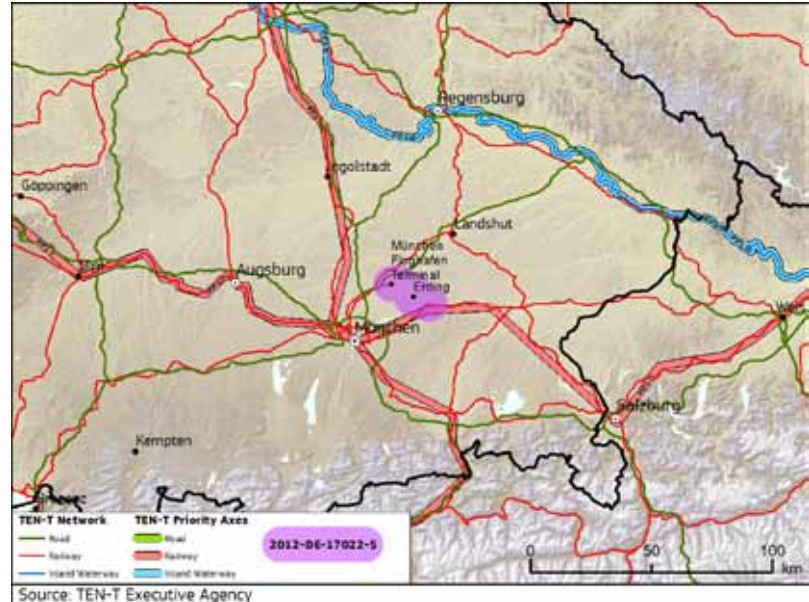 Regensburg
Ingolstadt
Göppingen
Landshut
München
Flughafen
Terminal
Erding
Augsburg
München
Salzburg
Kempten
TEN-T Network
Road
Railway
Inland Waterway
TEN-T Priority Axes
Road
Railway
Inland Waterway
2012-DE-17022-S
0 50 100
km
Source: TEN-T Executive Agency